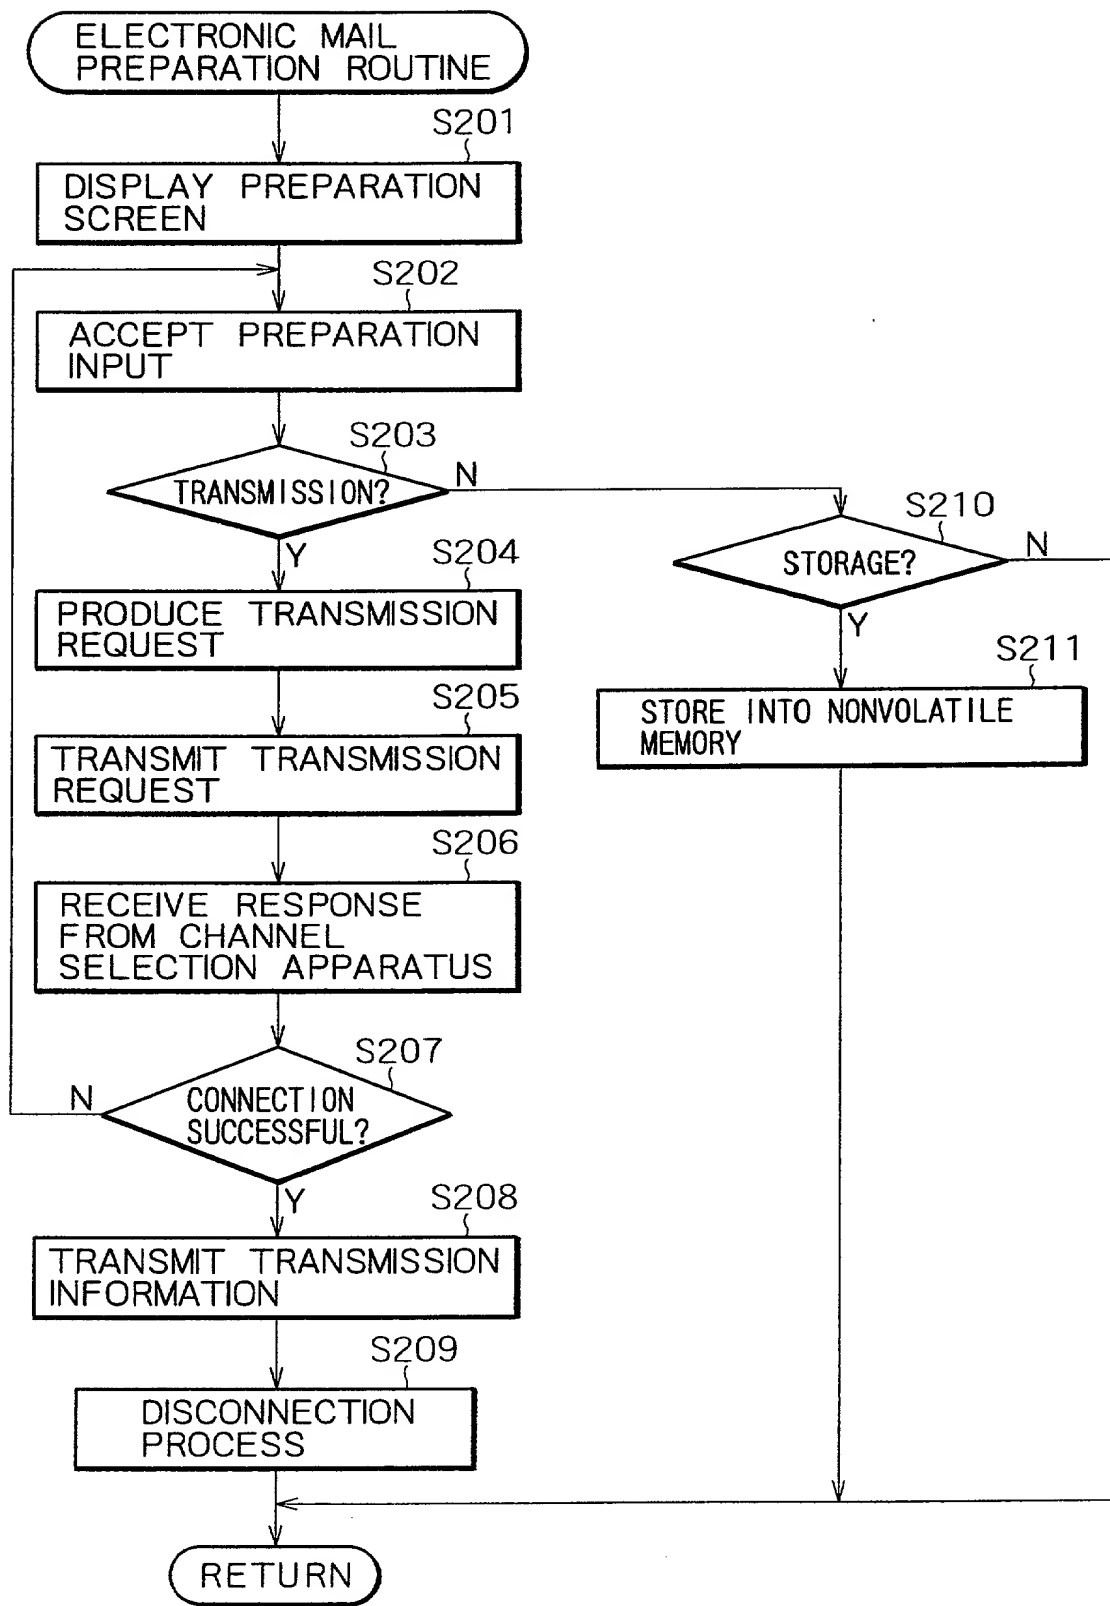 ELECTRONIC MAIL
PREPARATION ROUTINE
S201
DISPLAY PREPARATION
SCREEN
S202
ACCEPT PREPARATION
INPUT
S203
TRANSMISSION?
N
Y
S204
PRODUCE TRANSMISSION
REQUEST
S205
TRANSMIT TRANSMISSION
REQUEST
S206
RECEIVE RESPONSE
FROM CHANNEL
SELECTION APPARATUS
S207
CONNECTION
SUCCESSFUL?
N
Y
S208
TRANSMIT TRANSMISSION
INFORMATION
S209
DISCONNECTION
PROCESS
S210
STORAGE?
N
Y
S211
STORE INTO NONVOLATILE
MEMORY
RETURN